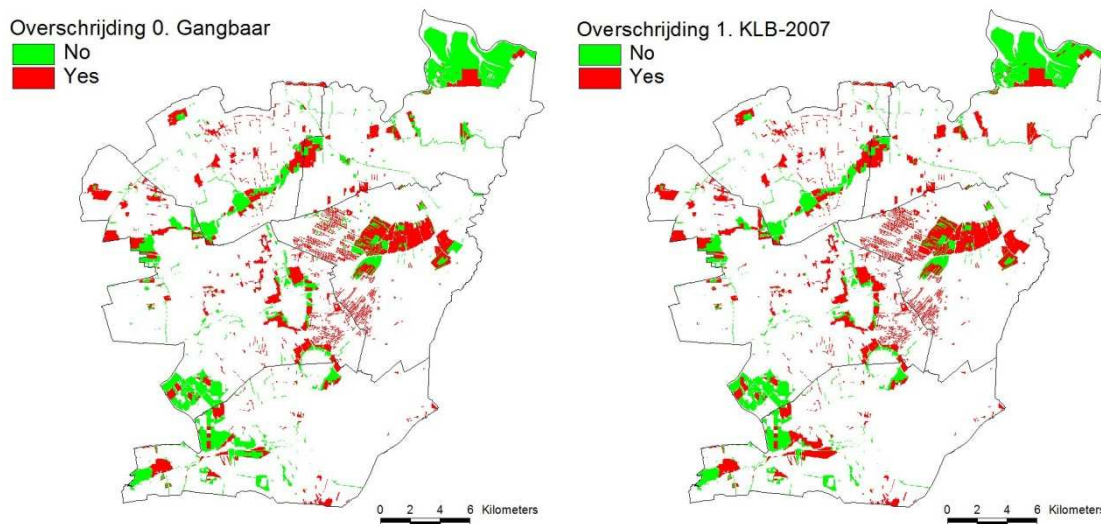 Overschrijding 0. Gangbaar
No
Yes
0 2 4 6 Kilometers
Overschrijding 1. KLB-2007
No
Yes
0 2 4 6 Kilometers